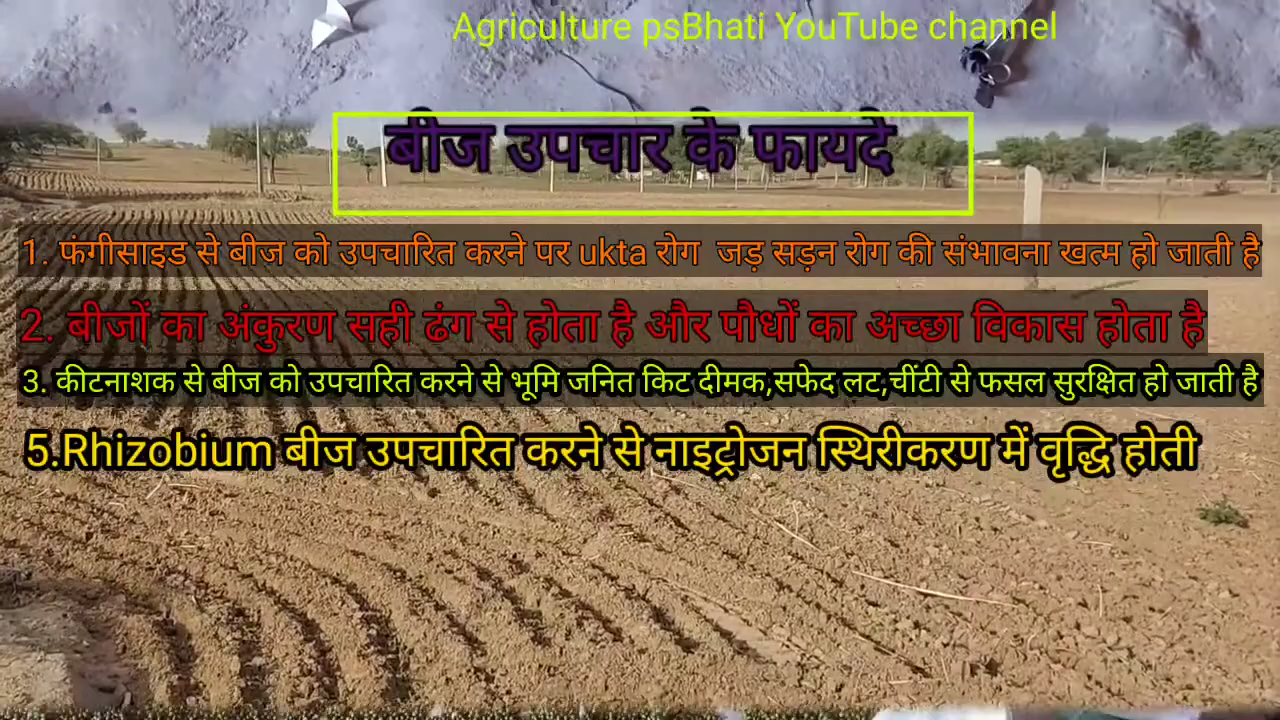 Agriculture psBhati YouTube channel
बीज उपचार के फायदे
1. फंगीसाइड से बीज को उपचारित करने पर ukta रोग जड़ सड़न रोग की संभावना खत्म हो जाती है
2. बीजों का अंकुरण सही ढंग से होता है और पौधों का अच्छा विकास होता है
3. कीटनाशक से बीज को उपचारित करने से भूमि जनित किट दीमक,सफेद लट,चींटी से फसल सुरक्षित हो जाती है
5.Rhizobium बीज उपचारित करने से नाइट्रोजन स्थिरीकरण में वृद्धि होती